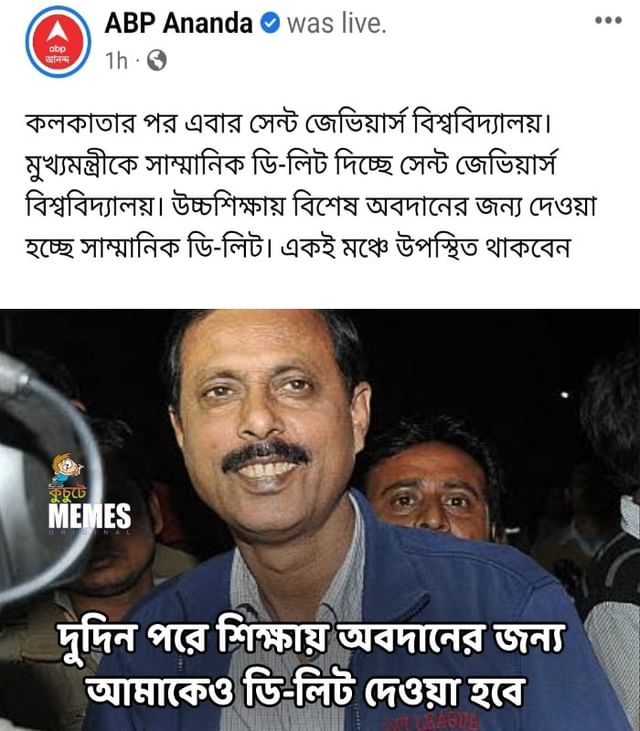 ABP Ananda was live.
abp
আনন্দ
1h
কলকাতার পর এবার সেন্ট জেভিয়ার্স বিশ্ববিদ্যালয়।
মুখ্যমন্ত্রীকে সাম্মানিক ডি-লিট দিচ্ছে সেন্ট জেভিয়ার্স
বিশ্ববিদ্যালয়। উচ্চশিক্ষায় বিশেষ অবদানের জন্য দেওয়া
হচ্ছে সাম্মানিক ডি-লিট। একই মঞ্চে উপস্থিত থাকবেন
কুচুটে
MEMES
ORIGINAL
দুদিন পরে শিক্ষায় অবদানের জন্য
আমাকেও ডি-লিট দেওয়া হবে